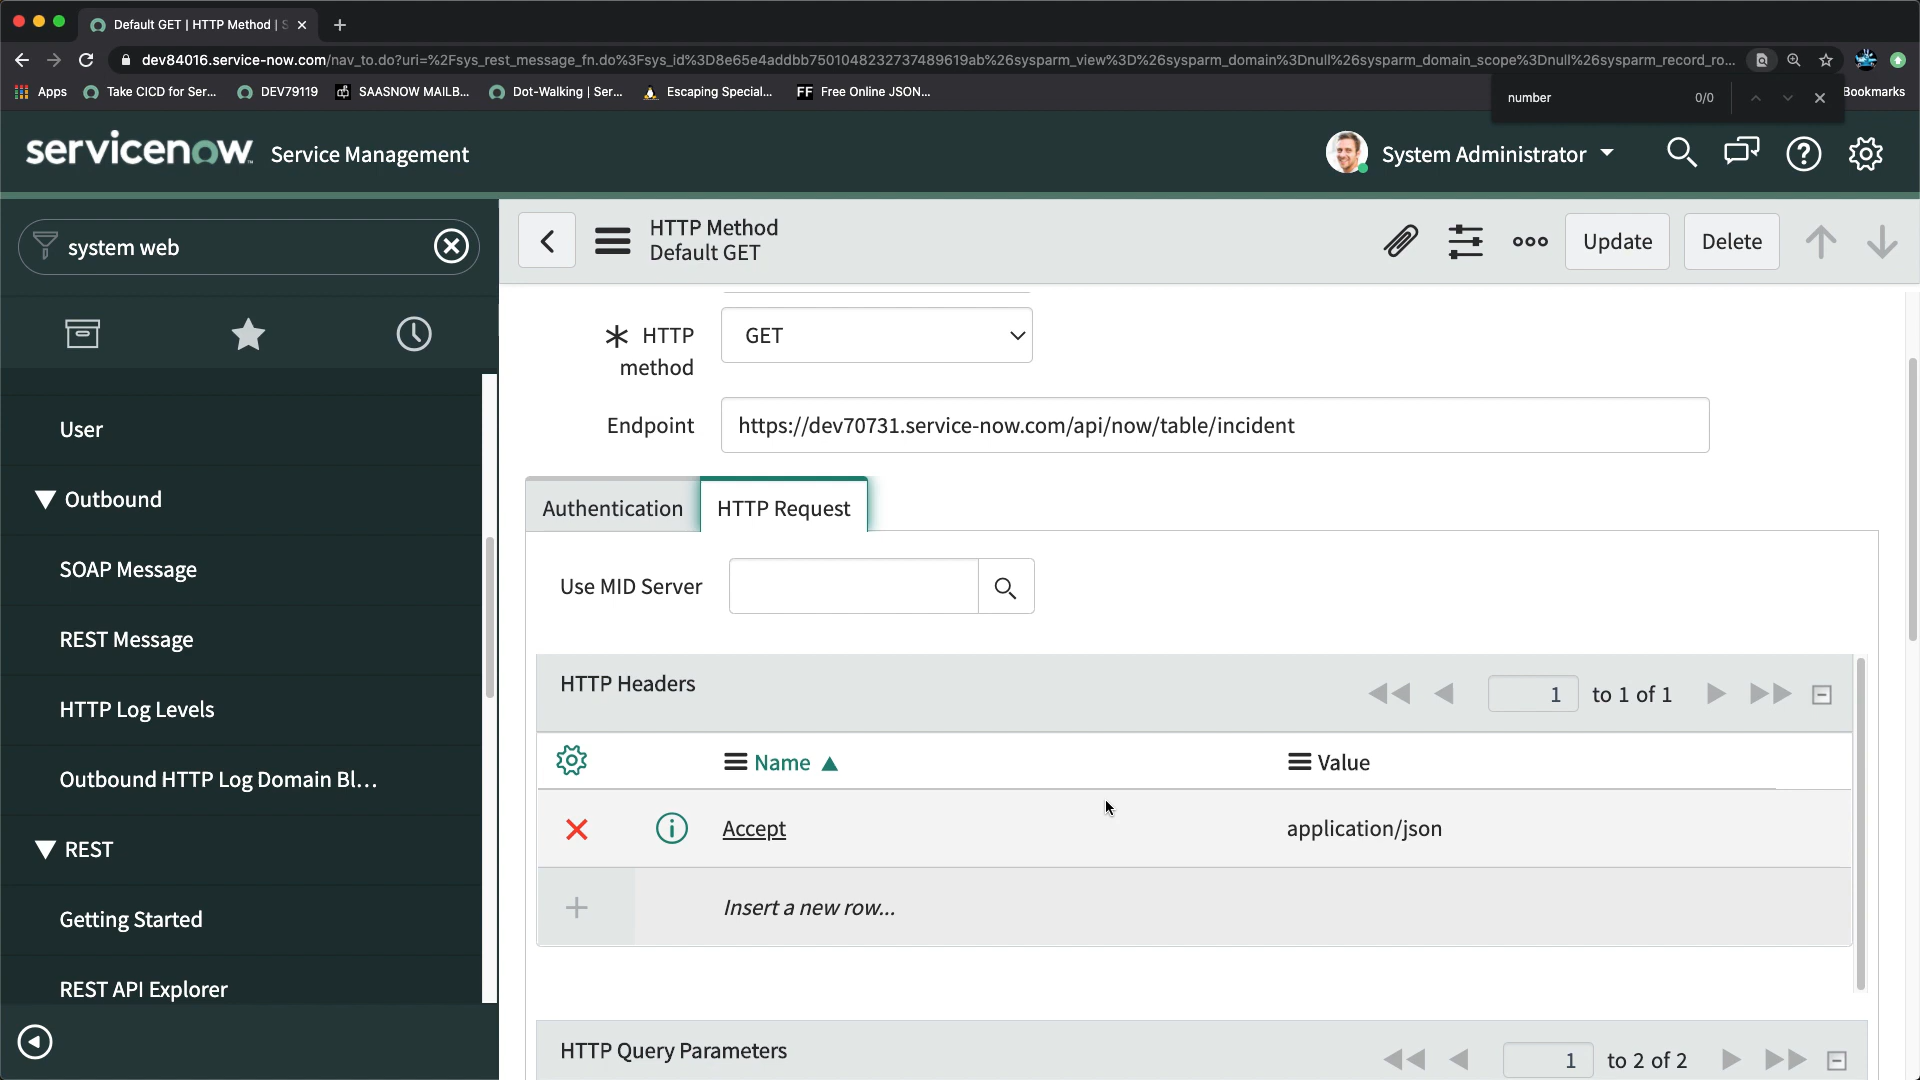 Default GET | HTTP Method | S
dev84016.service-now.com/nav_to.do?uri=%2Fsys_rest_message_fn.do%3Fsys_id%3D8e65e4addbb7501048232737489619ab%26sysparm_view%3D%26sysparm_domain%3Dnull%26sysparm_domain_scope%3Dnull%26sysparm_record_ro...
Apps
Take CICD for Ser...
DEV79119
SAASNOW MAILB...
Dot-Walking | Ser...
Escaping Special...
FF Free Online JSON...
Bookmarks
number 0/0
servicenow Service Management
System Administrator
system web
HTTP Method
Default GET
Update
Delete
User
Outbound
SOAP Message
REST Message
HTTP Log Levels
Outbound HTTP Log Domain Bl...
REST
Getting Started
REST API Explorer
HTTP
method
GET
Endpoint
https://dev70731.service-now.com/api/now/table/incident
Authentication
HTTP Request
Use MID Server
HTTP Headers
1 to 1 of 1
Name
Value
Accept
application/json
Insert a new row...
HTTP Query Parameters
1 to 2 of 2